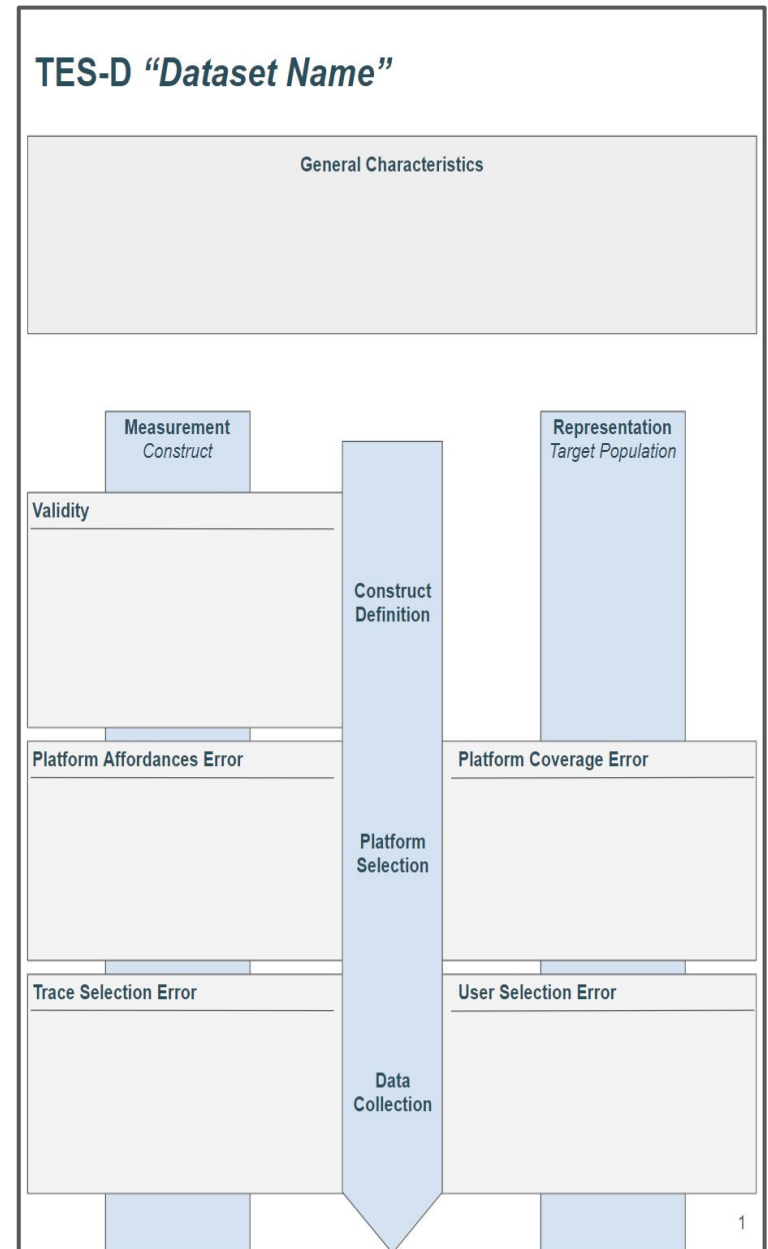 TES-D “Dataset Name”
General Characteristics
Measurement
Construct
Representation
Target Population
Validity
Construct
Definition
Platform Affordances Error
Platform Coverage Error
Platform
Selection
Trace Selection Error
User Selection Error
Data
Collection
1